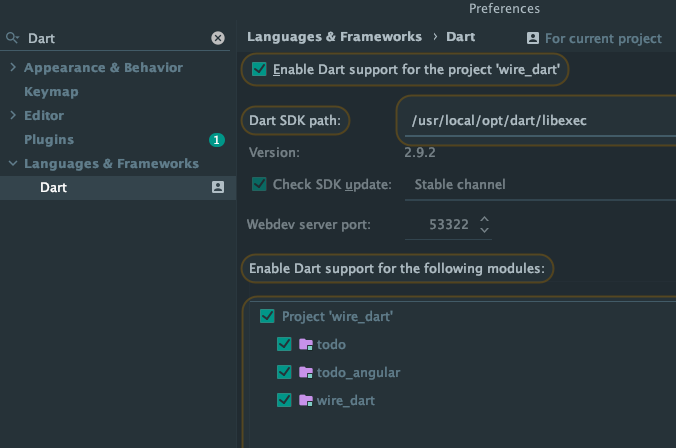 Preferences
Dart
Appearance & Behavior
Keymap
Editor
Plugins
1
Languages & Frameworks
Dart
Languages & Frameworks › Dart
For current project
Enable Dart support for the project 'wire_dart'
Dart SDK path:
/usr/local/opt/dart/libexec
Version:
2.9.2
Check SDK update:
Stable channel
Webdev server port:
53322
Enable Dart support for the following modules:
Project 'wire_dart'
todo
todo_angular
wire_dart